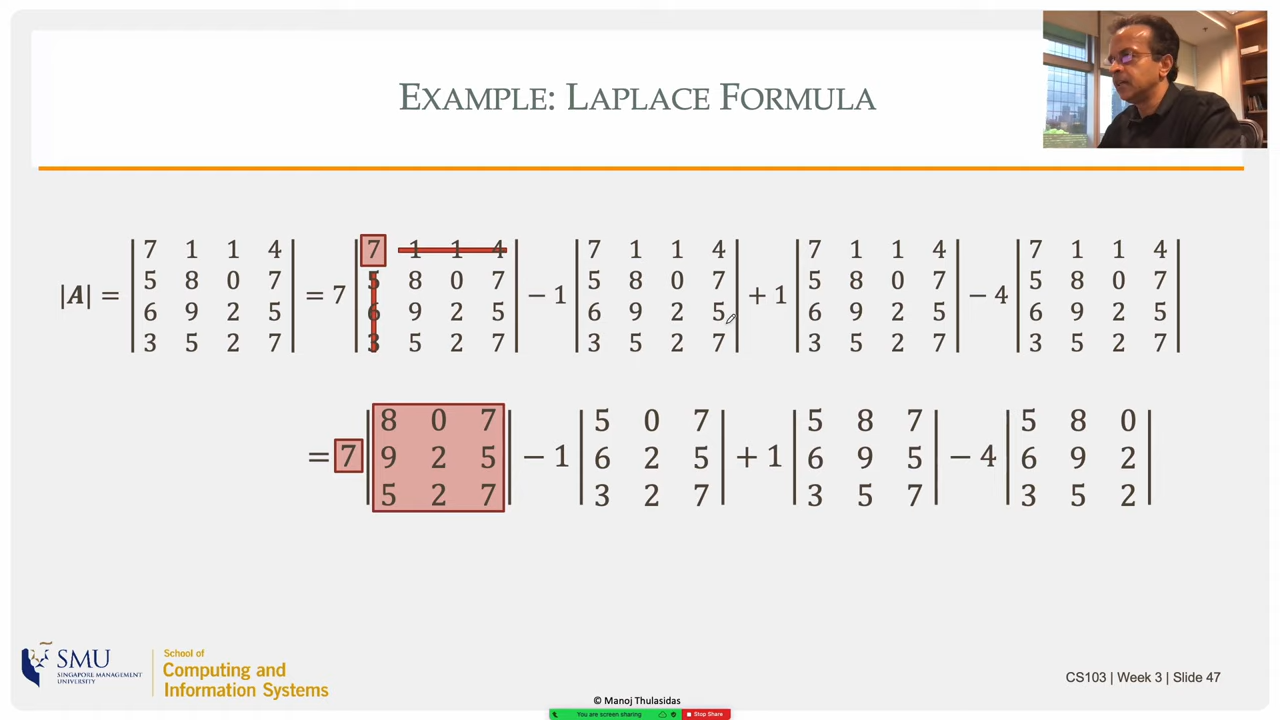 EXAMPLE: LAPLACE FORMULA
|A| = | 7 1 1 4 | = 7 | 7 1 1 4 | − 1 | 7 1 1 4 | + 1 | 7 1 1 4 | − 4 | 7 1 1 4 |
| 5 8 0 7 | | 5 8 0 7 | | 5 8 0 7 | | 5 8 0 7 | | 5 8 0 7 |
| 6 9 2 5 | | 6 9 2 5 | | 6 9 2 5 | | 6 9 2 5 | | 6 9 2 5 |
| 3 5 2 7 | | 3 5 2 7 | | 3 5 2 7 | | 3 5 2 7 | | 3 5 2 7 |
= 7 | 8 0 7 | − 1 | 5 0 7 | + 1 | 5 8 7 | − 4 | 5 8 0 |
| 9 2 5 | | 6 2 5 | | 6 9 5 | | 6 9 2 |
| 5 2 7 | | 3 2 7 | | 3 5 7 | | 3 5 2 |
SMU
SINGAPORE MANAGEMENT
UNIVERSITY
School of
Computing and
Information Systems
CS103 | Week 3 | Slide 47
© Manoj Thulasidas
You are screen sharing
Stop Share